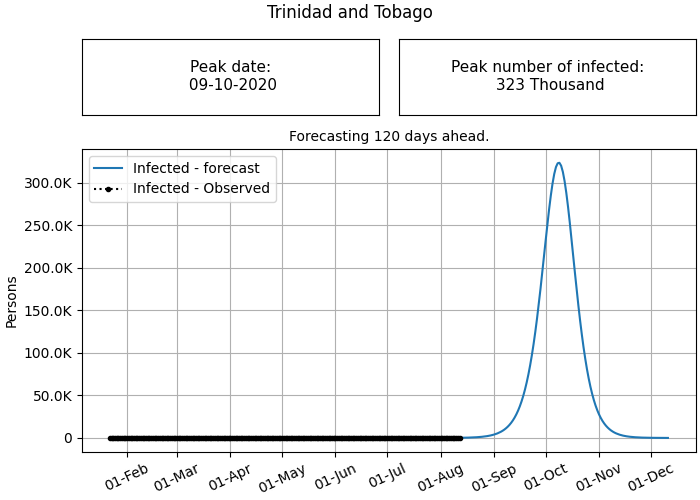 Trinidad and Tobago
Peak date:
09-10-2020
Peak number of infected:
323 Thousand
Forecasting 120 days ahead.
Infected - forecast
Infected - Observed
300.0K
250.0K
200.0K
150.0K
100.0K
50.0K
0
Persons
01-Feb
01-Mar
01-Apr
01-May
01-Jun
01-Jul
01-Aug
01-Sep
01-Oct
01-Nov
01-Dec